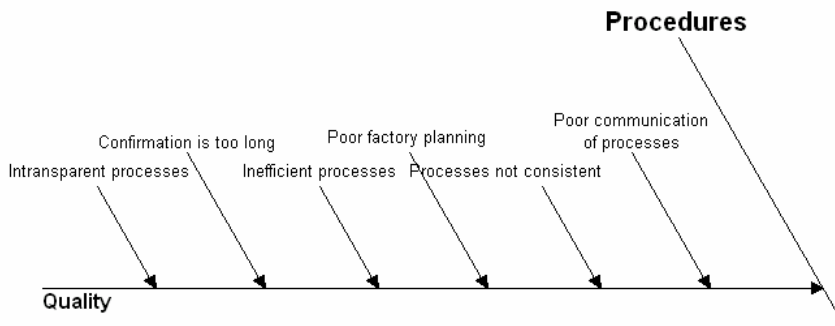 Procedures
Poor communication
of processes
Poor factory planning
Confirmation is too long
Intransparent processes
Inefficient processes
Processes not consistent
Quality